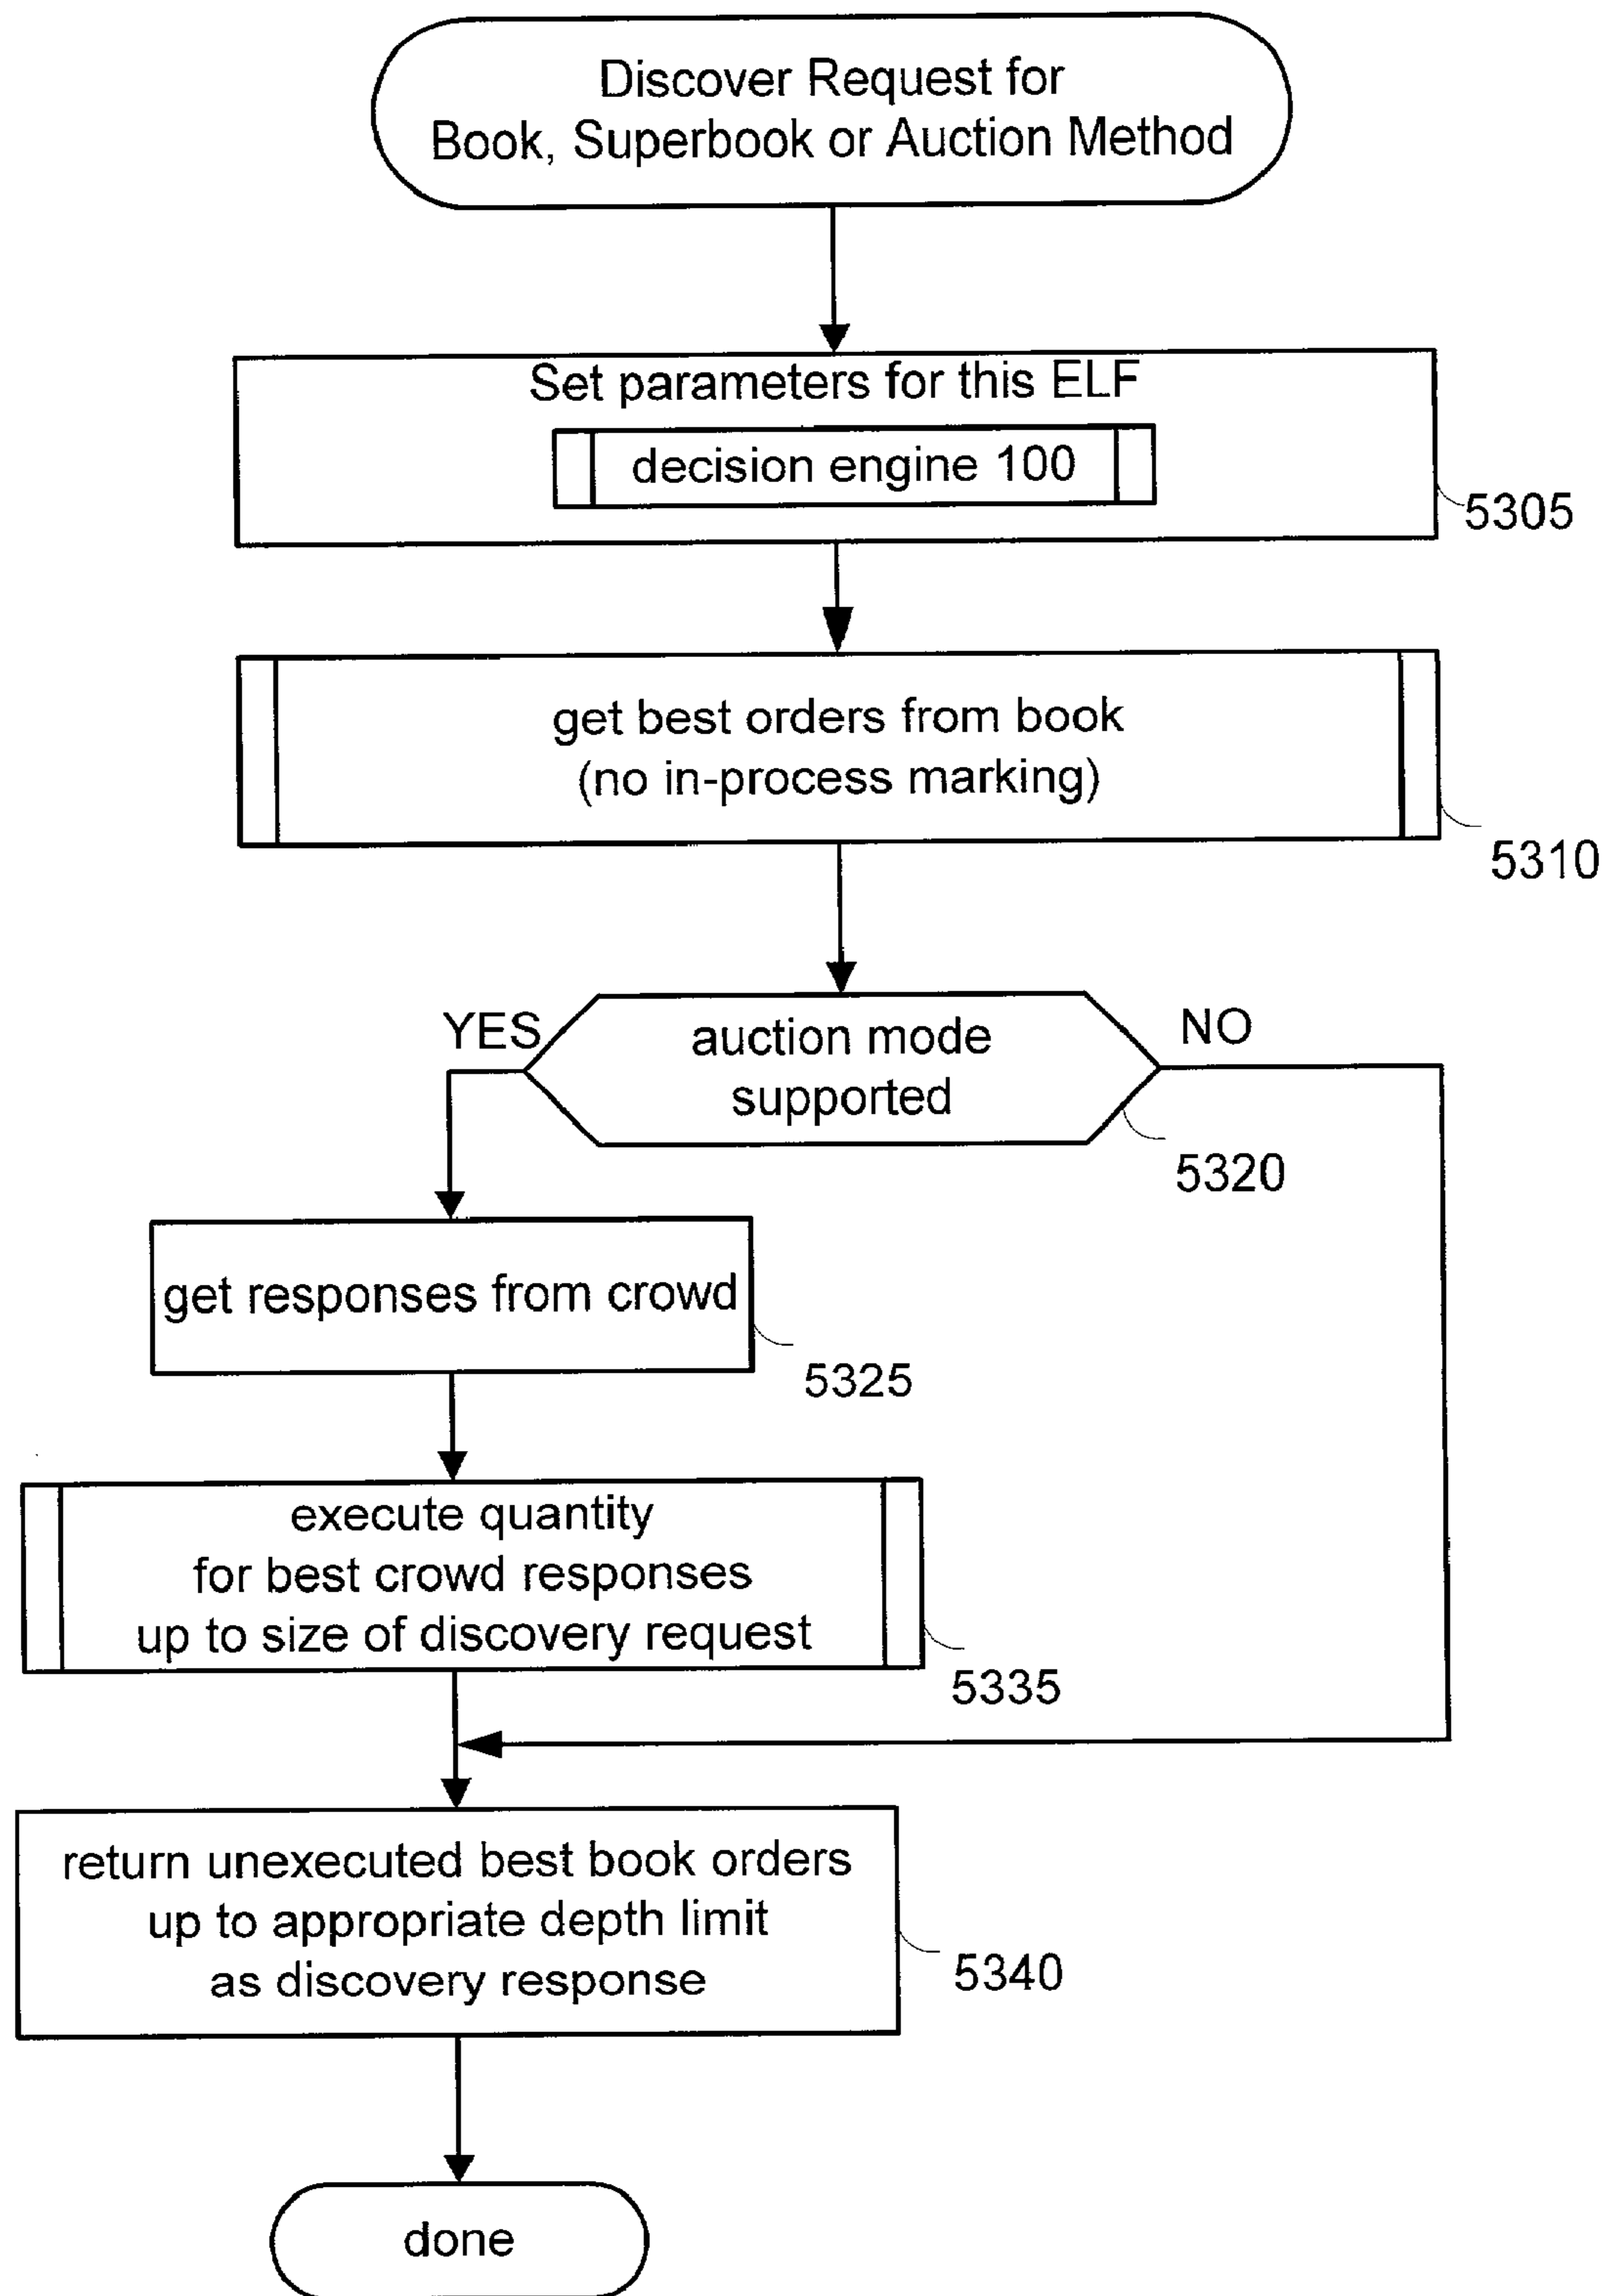 Discover Request for
Book, Superbook or Auction Method
Set parameters for this ELF
decision engine 100
5305
get best orders from book
(no in-process marking)
5310
YES
NO
auction mode
supported
5320
get responses from crowd
5325
execute quantity
for best crowd responses
up to size of discovery request
5335
return unexecuted best book orders
up to appropriate depth limit
as discovery response
5340
done